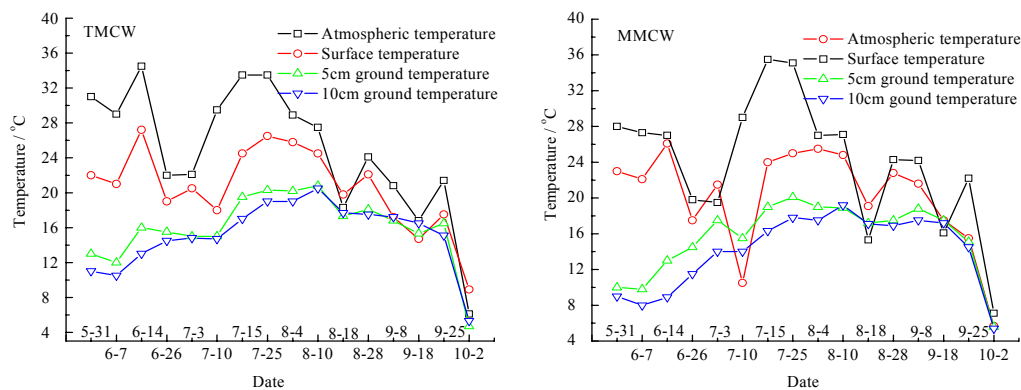 TMCW
Atmospheric temperature
Surface temperature
5cm ground temperature
10cm ground temperature
Temperature / °C
40
36
32
28
24
20
16
12
8
4
5-31 6-14 7-3 7-15 8-4 8-18 9-8 9-25
6-7 6-26 7-10 7-25 8-10 8-28 9-18 10-2
Date
MMCW
Atmospheric temperature
Surface temperature
5cm ground temperature
10cm gound temperature
Temperature / °C
40
36
32
28
24
20
16
12
8
4
5-31 6-14 7-3 7-15 8-4 8-18 9-8 9-25
6-7 6-26 7-10 7-25 8-10 8-28 9-18 10-2
Date